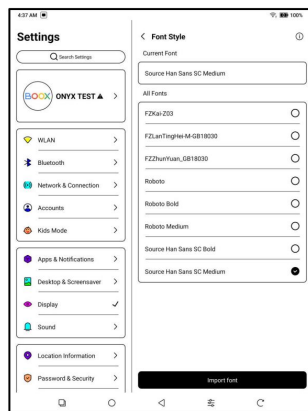 4:37 AM
100%
Settings
Search Settings
BOOX
ONYX TEST
WLAN
Bluetooth
Network & Connection
Accounts
Kids Mode
Apps & Notifications
Desktop & Screensaver
Display
Sound
Location Information
Password & Security
Font Style
Current Font
Source Han Sans SC Medium
All Fonts
FZKai-Z03
FZLanTingHei-M-GB18030
FZZhunYuan_GB18030
Roboto
Roboto Bold
Roboto Medium
Source Han Sans SC Bold
Source Han Sans SC Medium
Import font